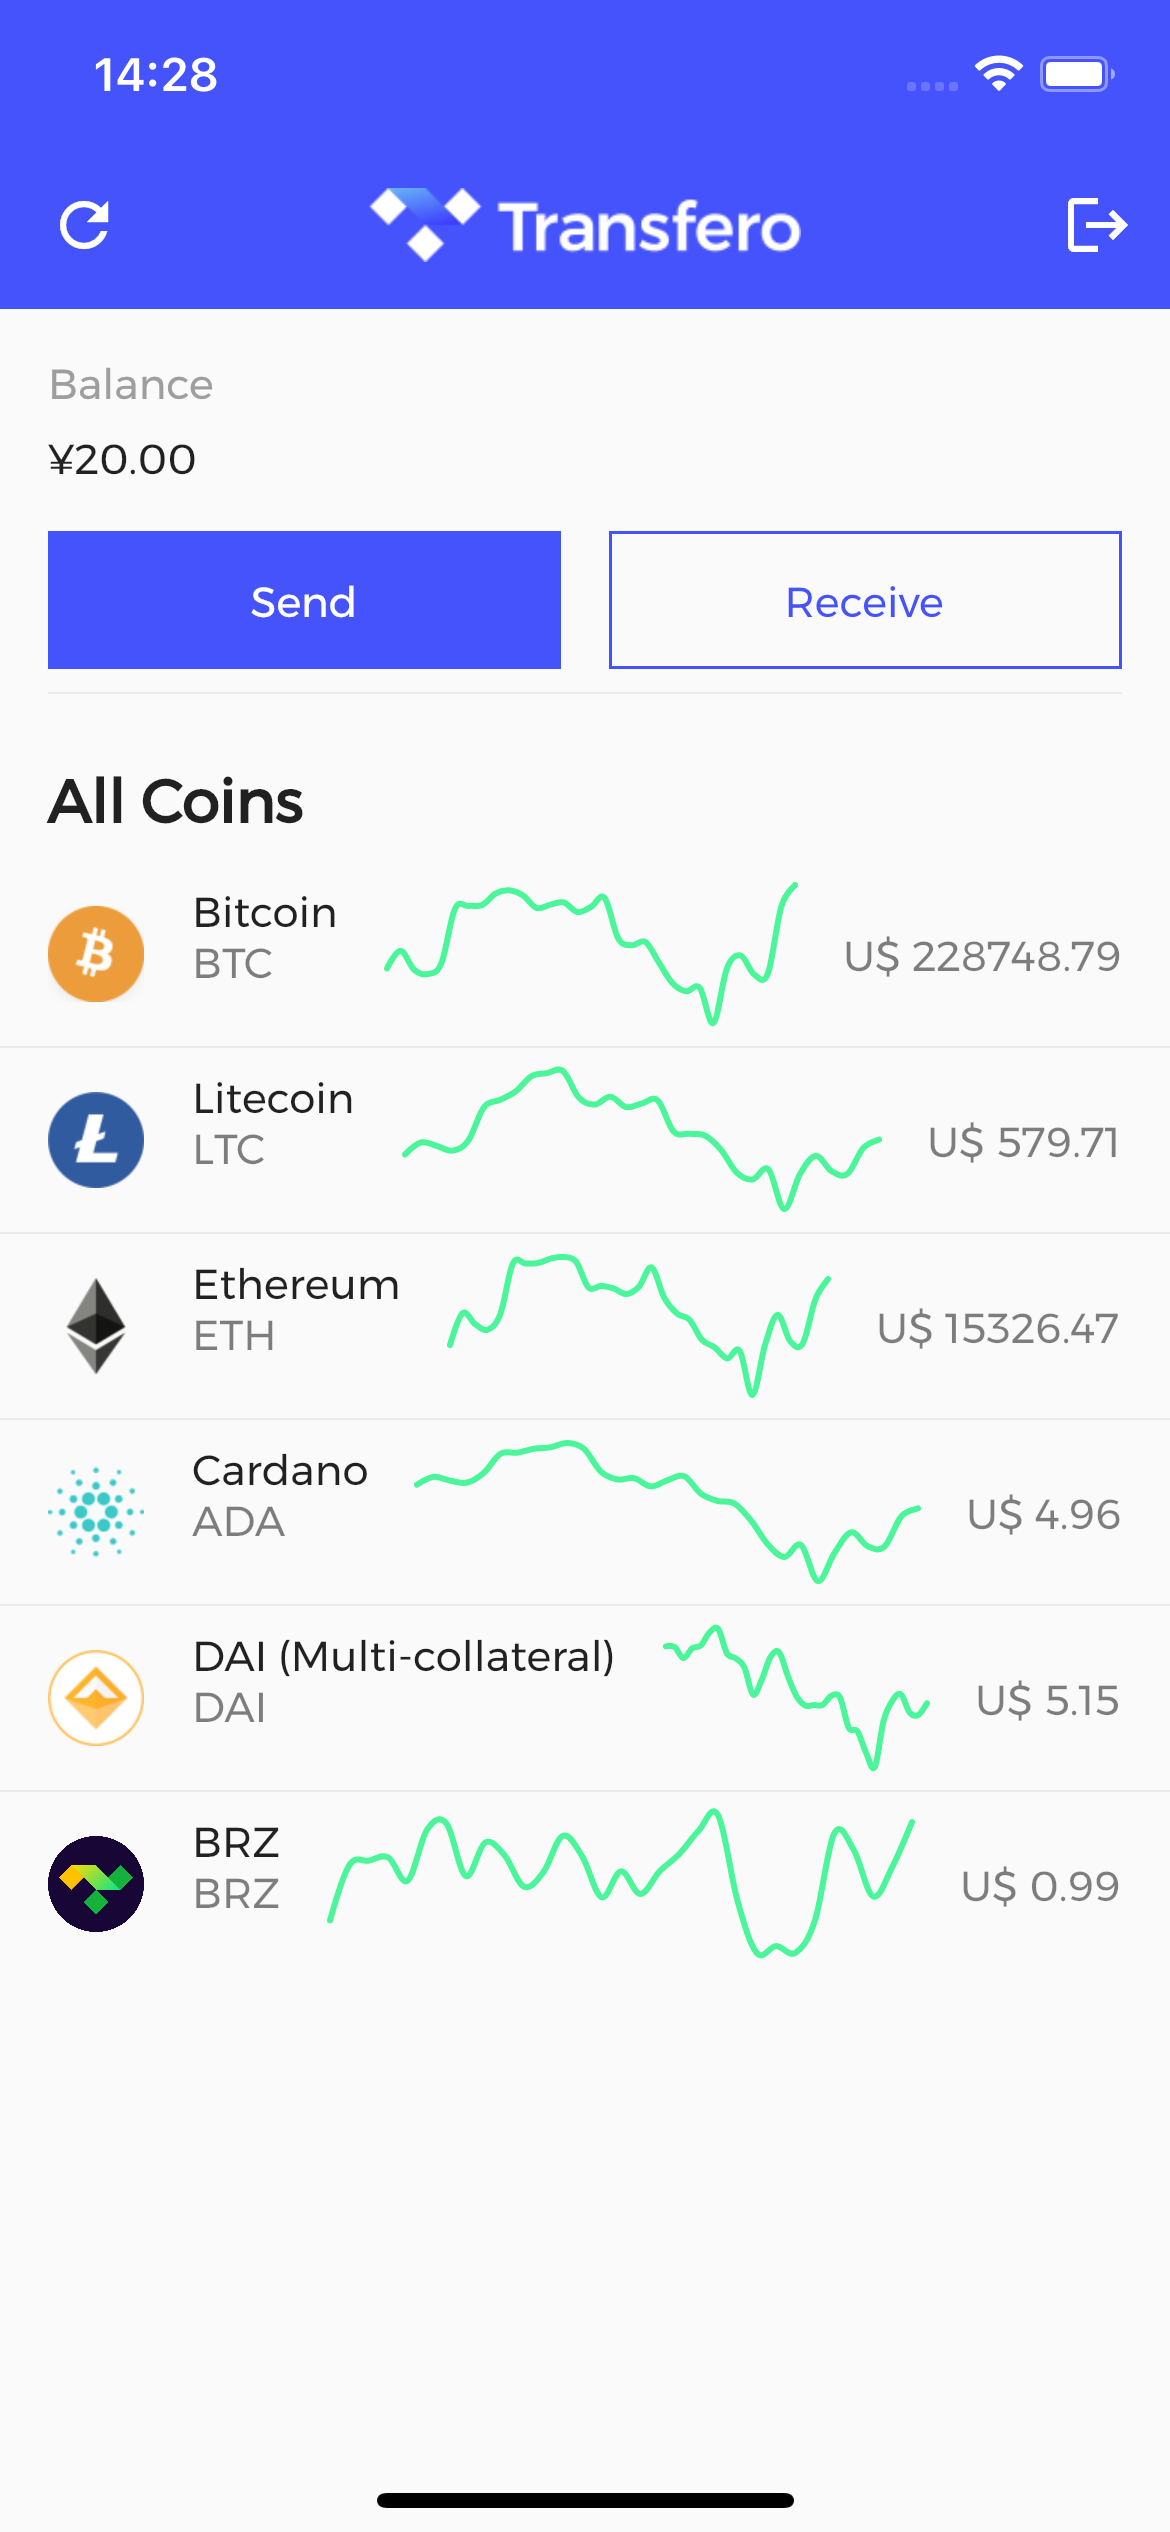 14:28
Transfero
Balance
¥20.00
Send
Receive
All Coins
Bitcoin
BTC
U$ 228748.79
Litecoin
LTC
U$ 579.71
Ethereum
ETH
U$ 15326.47
Cardano
ADA
U$ 4.96
DAI (Multi-collateral)
DAI
U$ 5.15
BRZ
BRZ
U$ 0.99